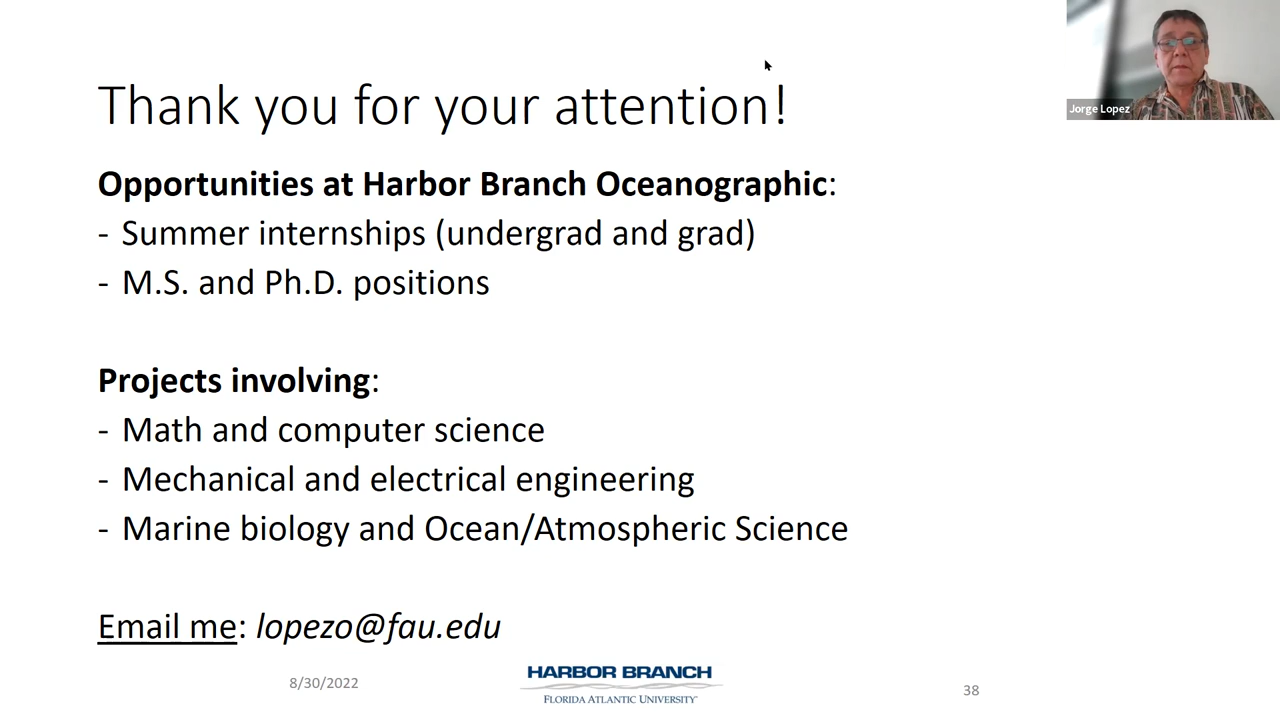 Jorge Lopez
Thank you for your attention!
Opportunities at Harbor Branch Oceanographic:
- Summer internships (undergrad and grad)
- M.S. and Ph.D. positions
Projects involving:
- Math and computer science
- Mechanical and electrical engineering
- Marine biology and Ocean/Atmospheric Science
Email me: lopezo@fau.edu
8/30/2022
HARBOR BRANCH
FLORIDA ATLANTIC UNIVERSITY
38